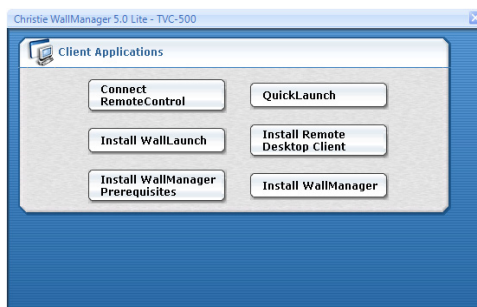 Christie WallManager 5.0 Lite - TVC-500
Client Applications
Connect
RemoteControl
QuickLaunch
Install WallLaunch
Install Remote
Desktop Client
Install WallManager
Prerequisites
Install WallManager